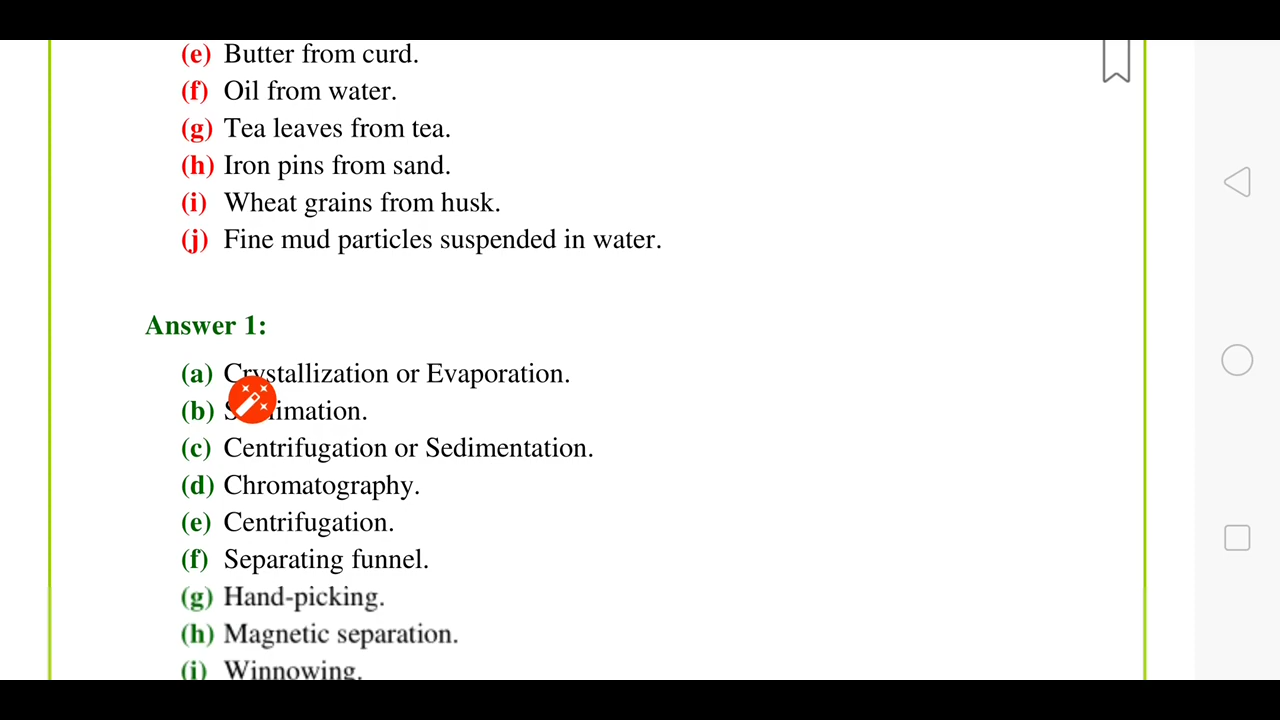 (e) Butter from curd.
(f) Oil from water.
(g) Tea leaves from tea.
(h) Iron pins from sand.
(i) Wheat grains from husk.
(j) Fine mud particles suspended in water.
Answer 1:
(a) Crystallization or Evaporation.
(b)
(c) Centrifugation or Sedimentation.
(d) Chromatography.
(e) Centrifugation.
(f) Separating funnel.
(g) Hand-picking.
(h) Magnetic separation.
(i) Winnowing.